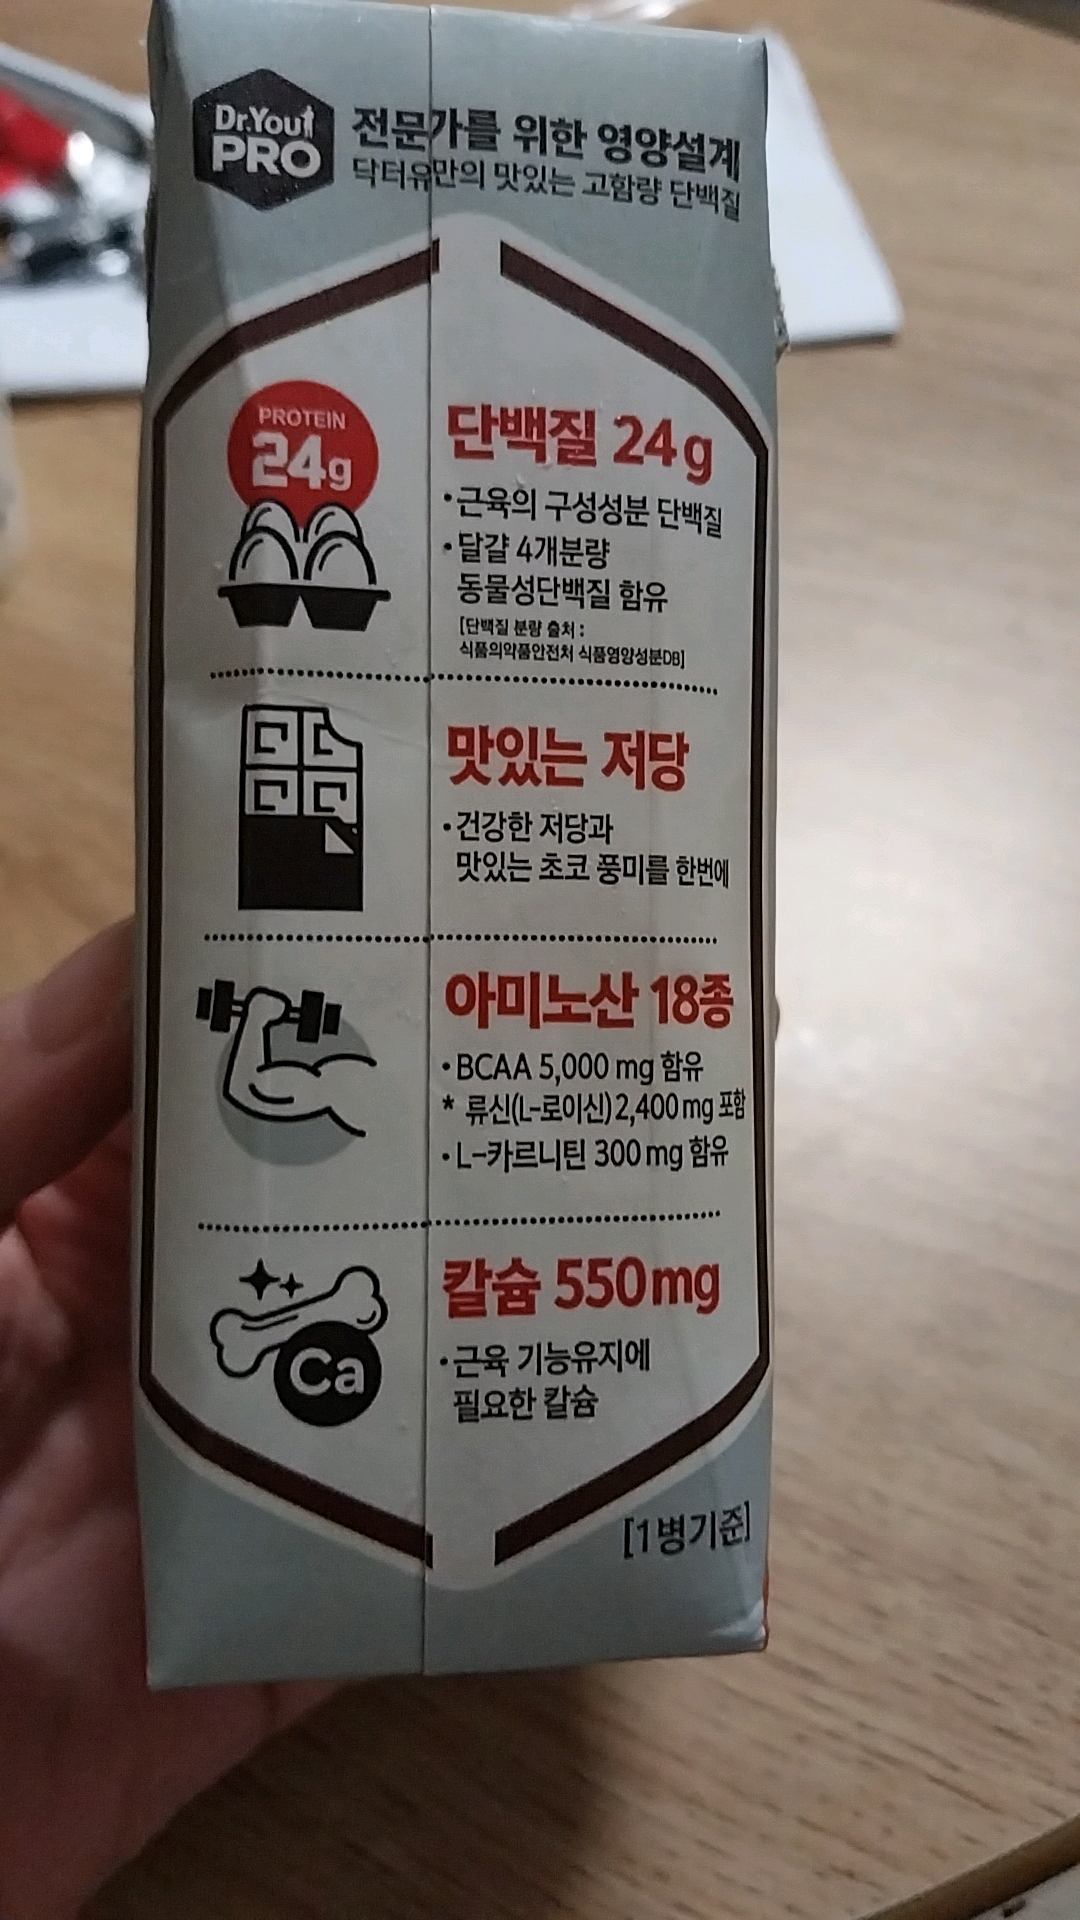 Dr.You
PRO
전문가를 위한 영양설계
닥터유만의 맛있는 고함량 단백질
PROTEIN
24g
단백질 24g
·근육의 구성성분 단백질
·달걀 4개분량
동물성단백질 함유
[단백질 분량 출처 :
식품의약품안전처 식품영양성분DB]
맛있는 저당
·건강한 저당과
맛있는 초코 풍미를 한번에
아미노산 18종
·BCAA 5,000 mg 함유
* 류신(L-로이신) 2,400 mg 포함
·L-카르니틴 300 mg 함유
칼슘 550mg
Ca
·근육 기능유지에
필요한 칼슘
[1병기준]